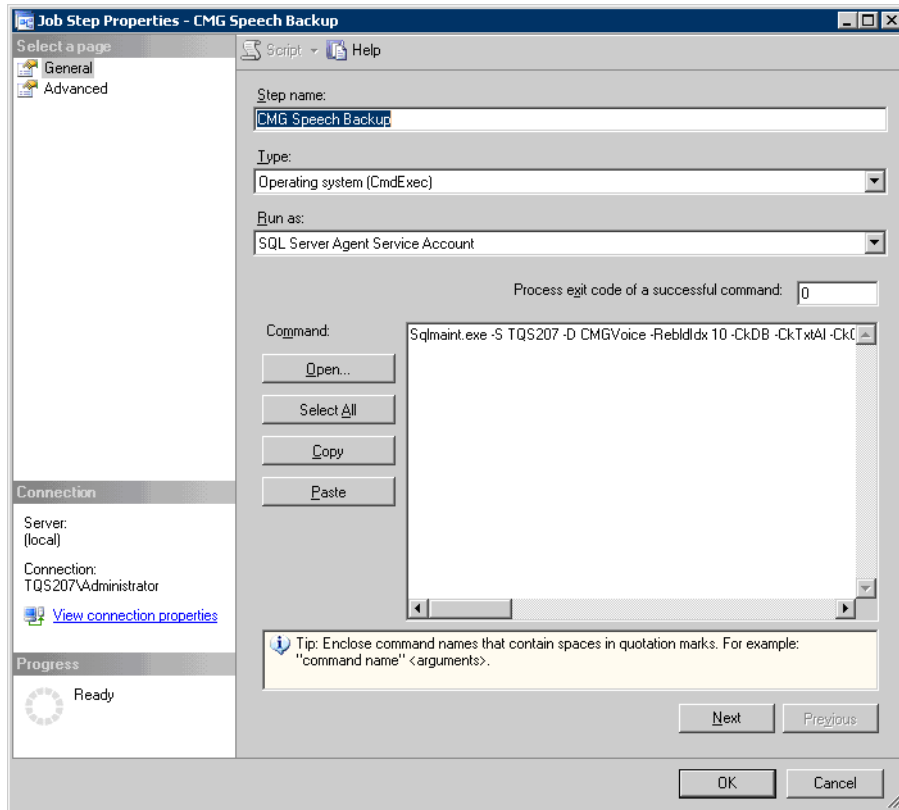 Job Step Properties - CMG Speech Backup
Select a page
General
Advanced
Script
Help
Step name:
CMG Speech Backup
Type:
Operating system (CmdExec)
Run as:
SQL Server Agent Service Account
Process exit code of a successful command:
0
Command:
Sqlmaint.exe -S TQS207 -D CMGVoice -RebldIdx 10 -CkDB -CkTxtAl
Open...
Select All
Copy
Paste
Connection
Server:
(local)
Connection:
TQS207\Administrator
View connection properties
Progress
Ready
Tip: Enclose command names that contain spaces in quotation marks. For example:
"command name" <arguments>.
Next
Previous
OK
Cancel